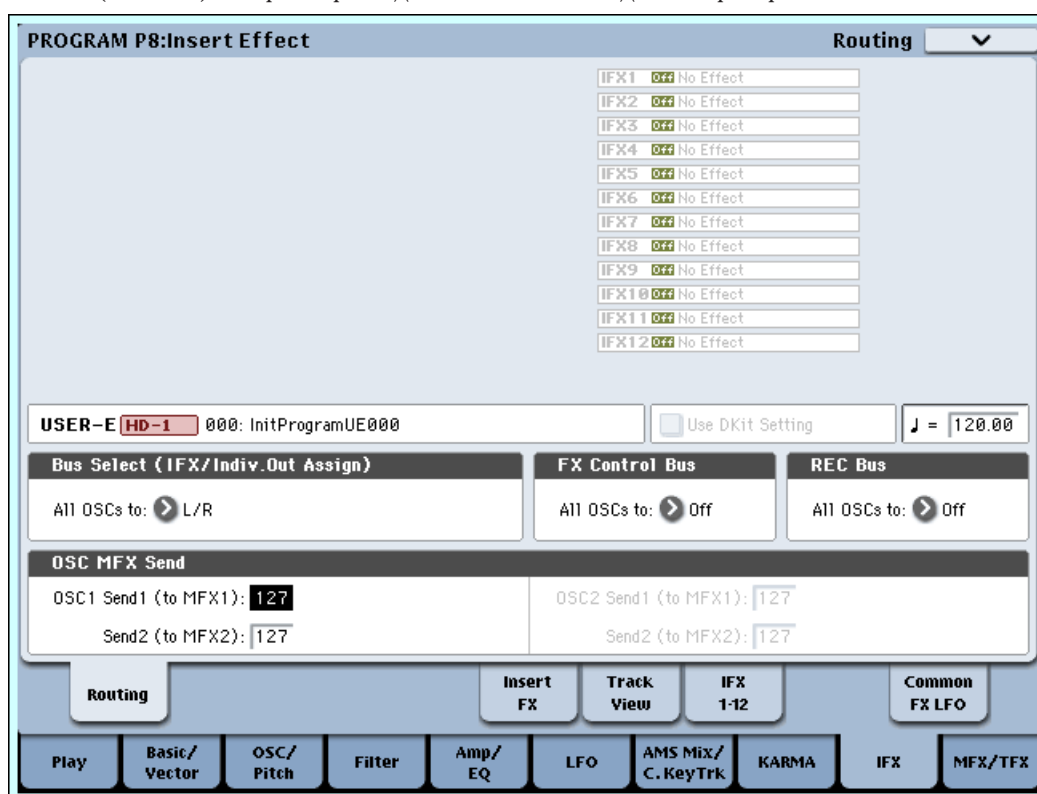 PROGRAM P8:Insert Effect
Routing
IFX1 Off No Effect
IFX2 Off No Effect
IFX3 Off No Effect
IFX4 Off No Effect
IFX5 Off No Effect
IFX6 Off No Effect
IFX7 Off No Effect
IFX8 Off No Effect
IFX9 Off No Effect
IFX10 Off No Effect
IFX11 Off No Effect
IFX12 Off No Effect
USER-E HD-1 000: InitProgramUE000
Use DKit Setting
♩ = 120.00
Bus Select (IFX/Indiv.Out Assign)
All OSCs to: L/R
FX Control Bus
All OSCs to: Off
REC Bus
All OSCs to: Off
OSC MFX Send
OSC1 Send1 (to MFX1): 127
Send2 (to MFX2): 127
OSC2 Send1 (to MFX1): 127
Send2 (to MFX2): 127
Routing
Insert FX
Track View
IFX 1-12
Common FX LFO
Play
Basic/ Vector
OSC/ Pitch
Filter
Amp/ EQ
LFO
AMS Mix/ C.KeyTrk
KARMA
IFX
MFX/TFX